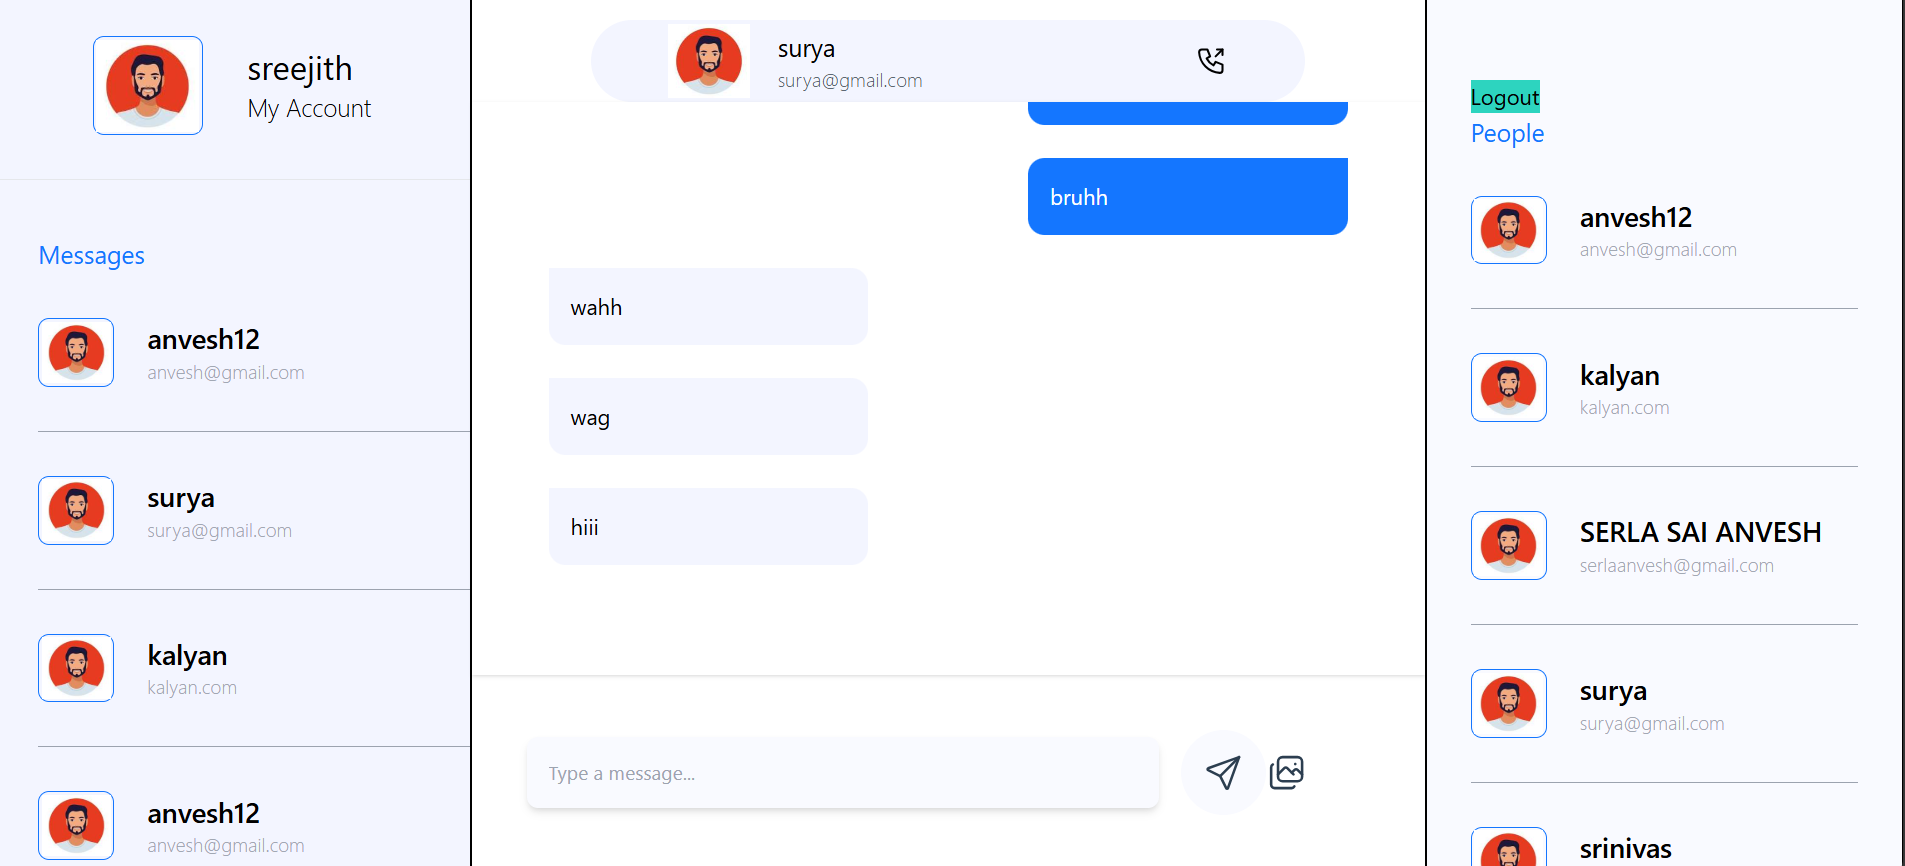 sreejith
My Account
Messages
anvesh12
anvesh@gmail.com
surya
surya@gmail.com
kalyan
kalyan.com
anvesh12
anvesh@gmail.com
surya
surya@gmail.com
bruhh
wahh
wag
hiii
Type a message...
Logout
People
anvesh12
anvesh@gmail.com
kalyan
kalyan.com
SERLA SAI ANVESH
serlaanvesh@gmail.com
surya
surya@gmail.com
srinivas